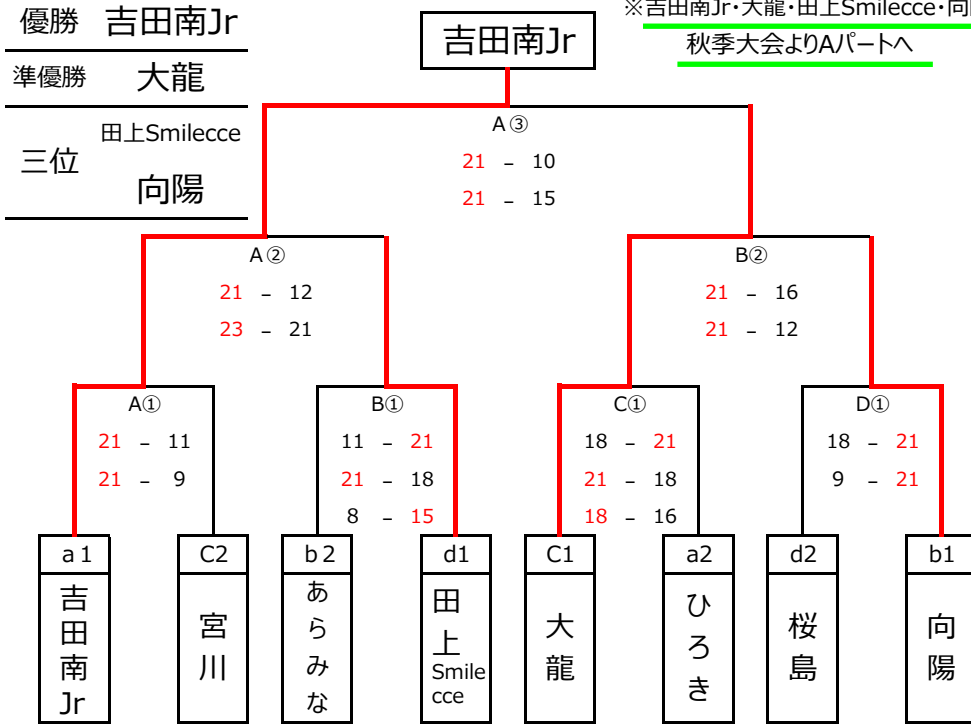 優勝 吉田南Jr
準優勝 大龍
三位 田上Smilecce
向陽
吉田南Jr
※吉田南Jr・大龍・田上Smilecce・向
秋季大会よりAパートへ
A③
21 – 10
21 – 15
A②
21 – 12
23 – 21
B②
21 – 16
21 – 12
A①
21 – 11
21 – 9
B①
11 – 21
21 – 18
8 – 15
C①
18 – 21
21 – 18
18 – 16
D①
18 – 21
9 – 21
a1 C2 b2 d1 C1 a2 d2 b1
吉田南Jr
宮川
あらみな
田上Smilecce
大龍
ひろき
桜島
向陽